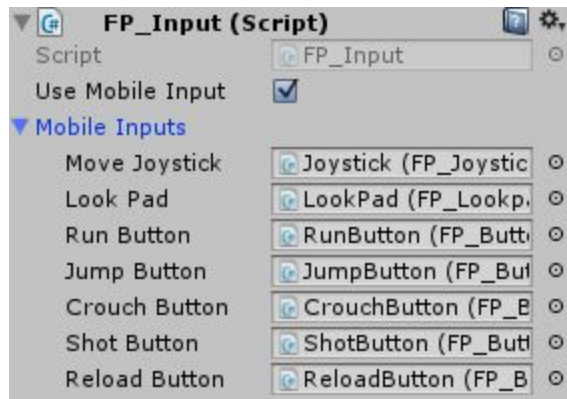 FP_Input (Script)
Script FP_Input
Use Mobile Input
Mobile Inputs
Move Joystick Joystick (FP_Joystic
Look Pad LookPad (FP_Lookp
Run Button RunButton (FP_Butt
Jump Button JumpButton (FP_But
Crouch Button CrouchButton (FP_B
Shot Button ShotButton (FP_Butt
Reload Button ReloadButton (FP_B